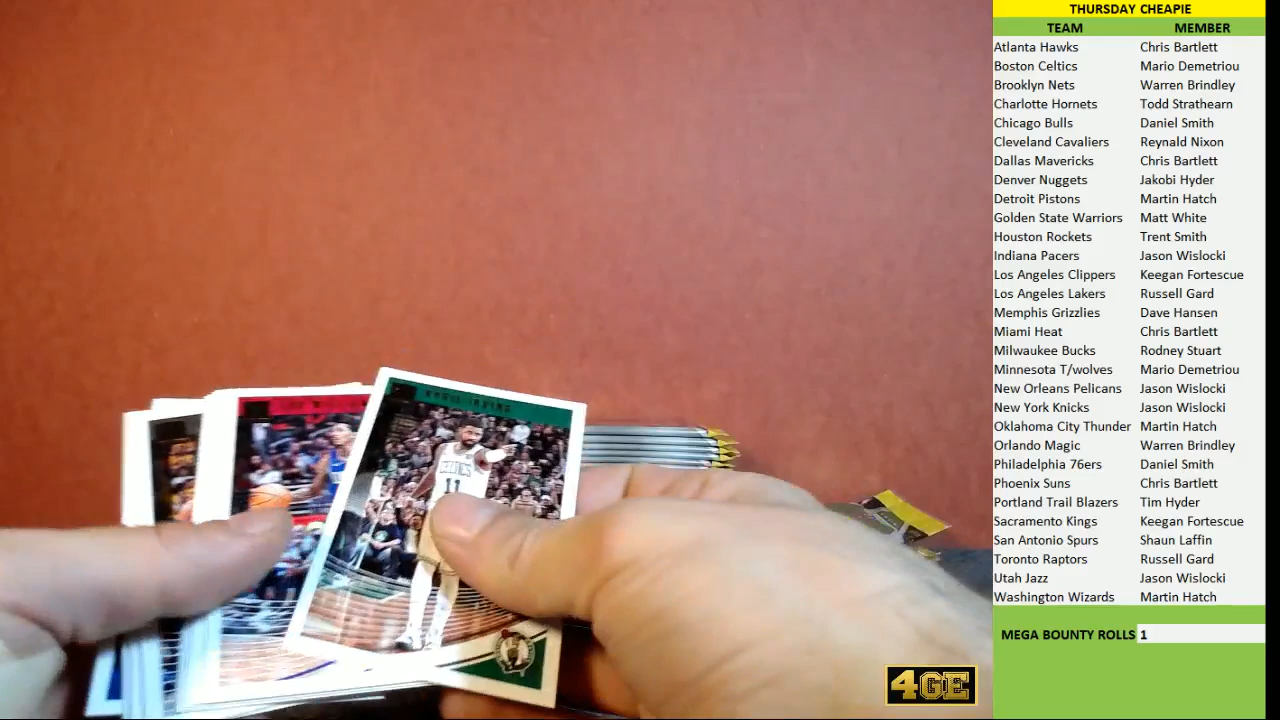 THURSDAY CHEAPIE
TEAM MEMBER
Atlanta Hawks Chris Bartlett
Boston Celtics Mario Demetriou
Brooklyn Nets Warren Brindley
Charlotte Hornets Todd Strathearn
Chicago Bulls Daniel Smith
Cleveland Cavaliers Reynald Nixon
Dallas Mavericks Chris Bartlett
Denver Nuggets Jakobi Hyder
Detroit Pistons Martin Hatch
Golden State Warriors Matt White
Houston Rockets Trent Smith
Indiana Pacers Jason Wislocki
Los Angeles Clippers Keegan Fortescue
Los Angeles Lakers Russell Gard
Memphis Grizzlies Dave Hansen
Miami Heat Chris Bartlett
Milwaukee Bucks Rodney Stuart
Minnesota T/wolves Mario Demetriou
New Orleans Pelicans Jason Wislocki
New York Knicks Jason Wislocki
Oklahoma City Thunder Martin Hatch
Orlando Magic Warren Brindley
Philadelphia 76ers Daniel Smith
Phoenix Suns Chris Bartlett
Portland Trail Blazers Tim Hyder
Sacramento Kings Keegan Fortescue
San Antonio Spurs Shaun Laffin
Toronto Raptors Russell Gard
Utah Jazz Jason Wislocki
Washington Wizards Martin Hatch
MEGA BOUNTY ROLLS 1
KYRIE IRVING
CELTICS
11
4GE